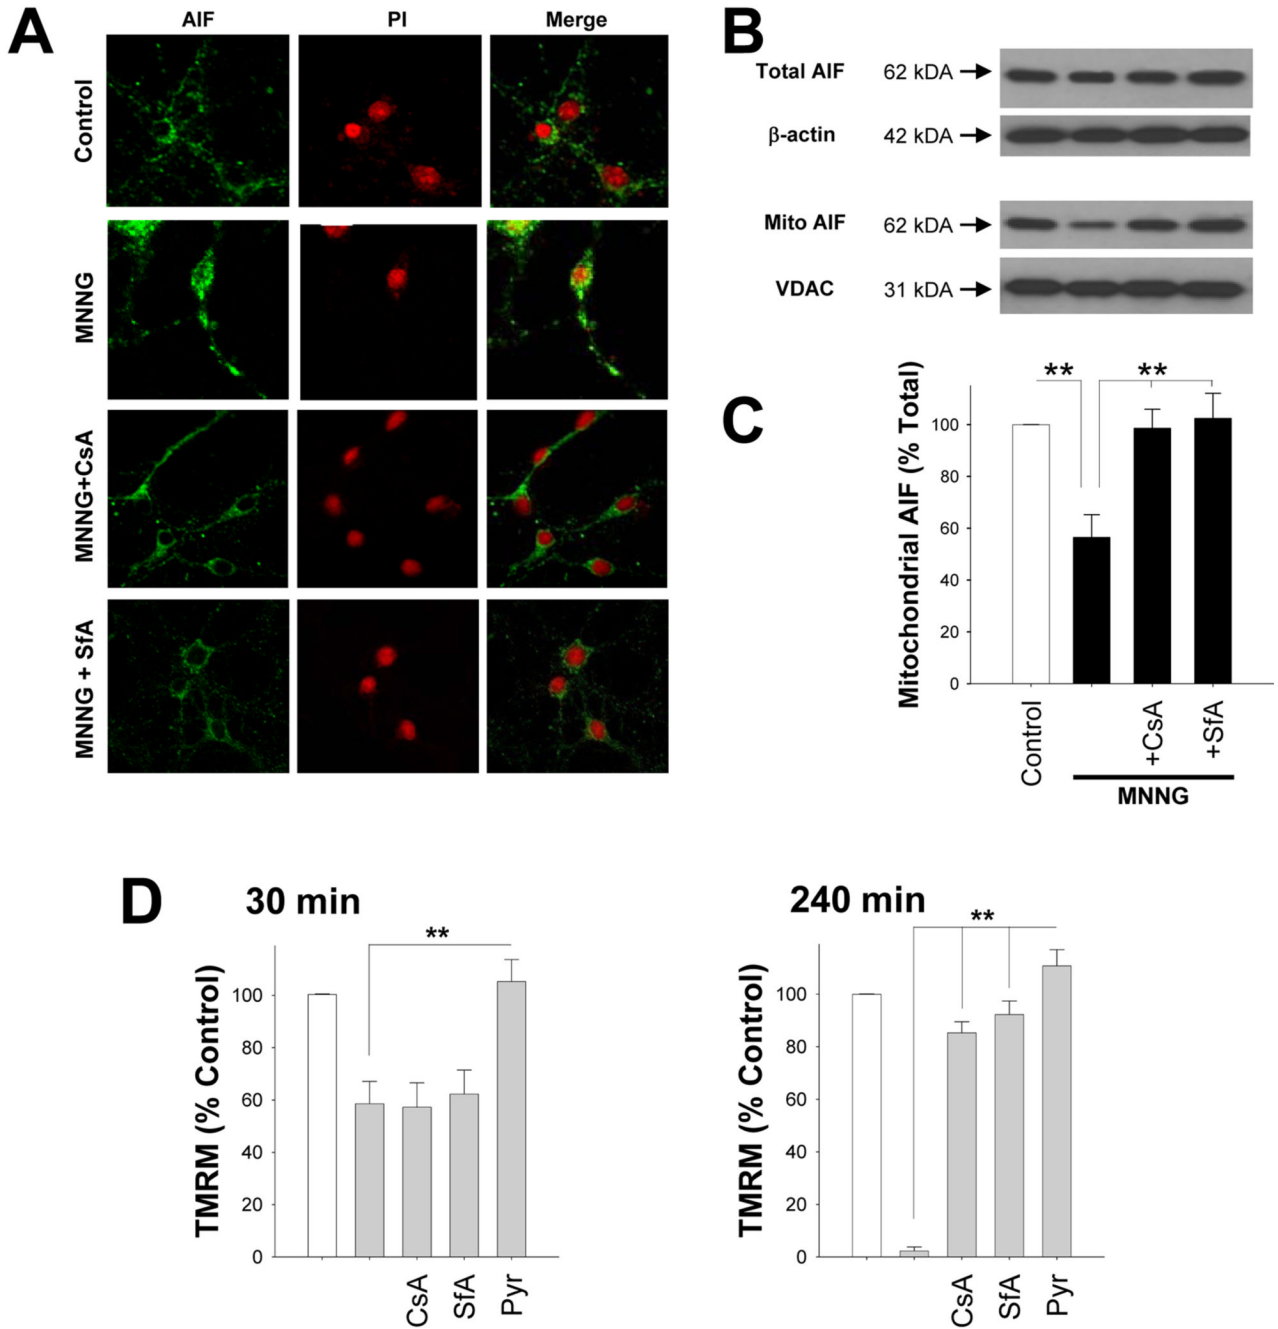 A
AIF PI Merge
Control
MNNG
MNNG+CsA
MNNG + SfA
B
Total AIF 62 kDA
β-actin 42 kDA
Mito AIF 62 kDA
VDAC 31 kDA
C
** **
Mitochondrial AIF (% Total)
100
80
60
40
20
0
Control +CsA +SfA
MNNG
D
30 min
**
TMRM (% Control)
100
80
60
40
20
0
CsA SfA Pyr
240 min
**
TMRM (% Control)
100
80
60
40
20
0
CsA SfA Pyr